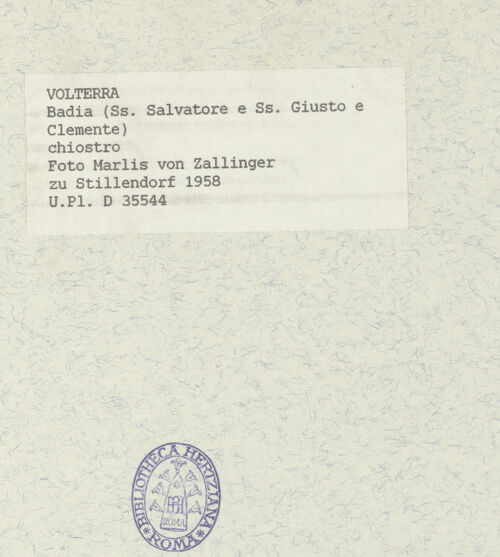 VOLTERRA
Badia (Ss. Salvatore e Ss. Giusto e
Clemente)
chiostro
Foto Marlis von Zallinger
zu Stillendorf 1958
U.Pl. D 35544
*BIBLIOTHECA HERTZIANA*
ROMA
ROMA